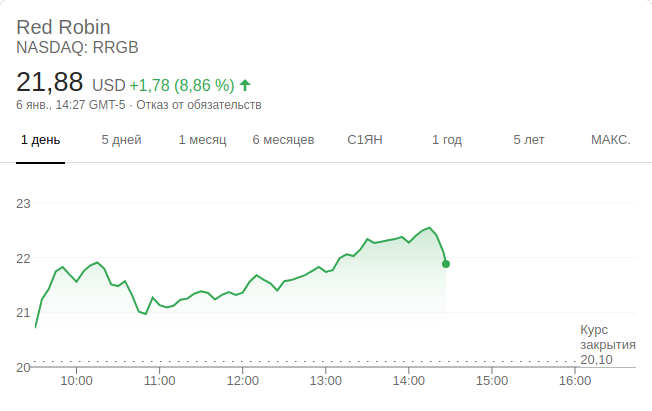 Red Robin
NASDAQ: RRGB
21,88 USD +1,78 (8,86 %)
6 янв., 14:27 GMT-5 · Отказ от обязательств
1 день 5 дней 1 месяц 6 месяцев С1ЯН 1 год 5 лет МАКС.
23
22
21
20
Курс
закрытия
20,10
10:00 11:00 12:00 13:00 14:00 15:00 16:00